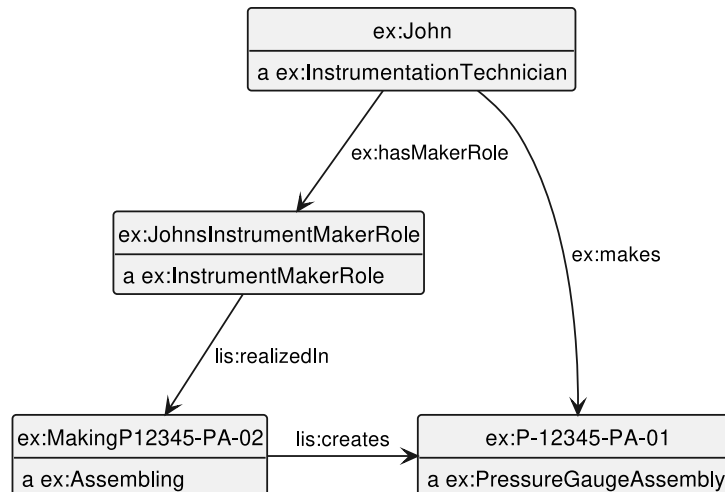 ex:John
a ex:InstrumentationTechnician
ex:hasMakerRole
ex:JohnsInstrumentMakerRole
a ex:InstrumentMakerRole
ex:makes
lis:realizedIn
ex:MakingP12345-PA-02
a ex:Assembling
lis:creates
ex:P-12345-PA-01
a ex:PressureGaugeAssembly